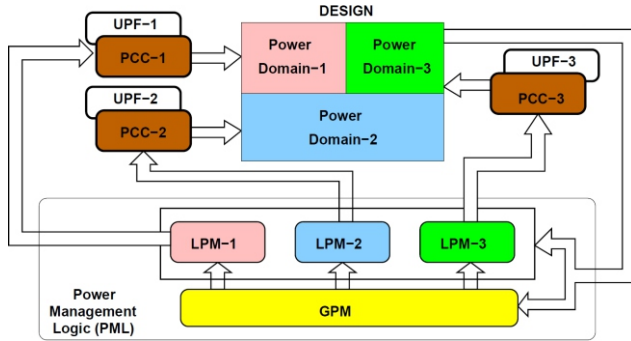 DESIGN
UPF−1
PCC−1
Power
Domain−1
Power
Domain−3
UPF−3
PCC−3
UPF−2
PCC−2
Power
Domain−2
LPM−1
LPM−2
LPM−3
Power
Management
Logic (PML)
GPM